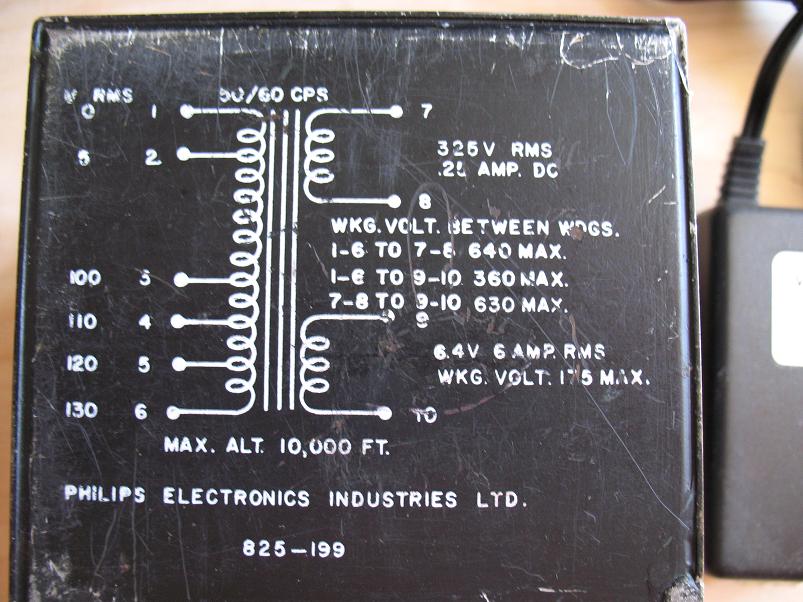 V RMS 50/60 CPS
0 1 7
5 2
325V RMS
.25 AMP. DC
8
WKG. VOLT. BETWEEN WDGS.
1-6 TO 7-8 640 MAX.
100 3
1-6 TO 9-10 360 MAX.
7-8 TO 9-10 630 MAX.
110 4 9
6.4V 6 AMP. RMS
120 5
WKG. VOLT. 175 MAX.
130 6 10
MAX. ALT. 10,000 FT.
PHILIPS ELECTRONICS INDUSTRIES LTD.
825-199